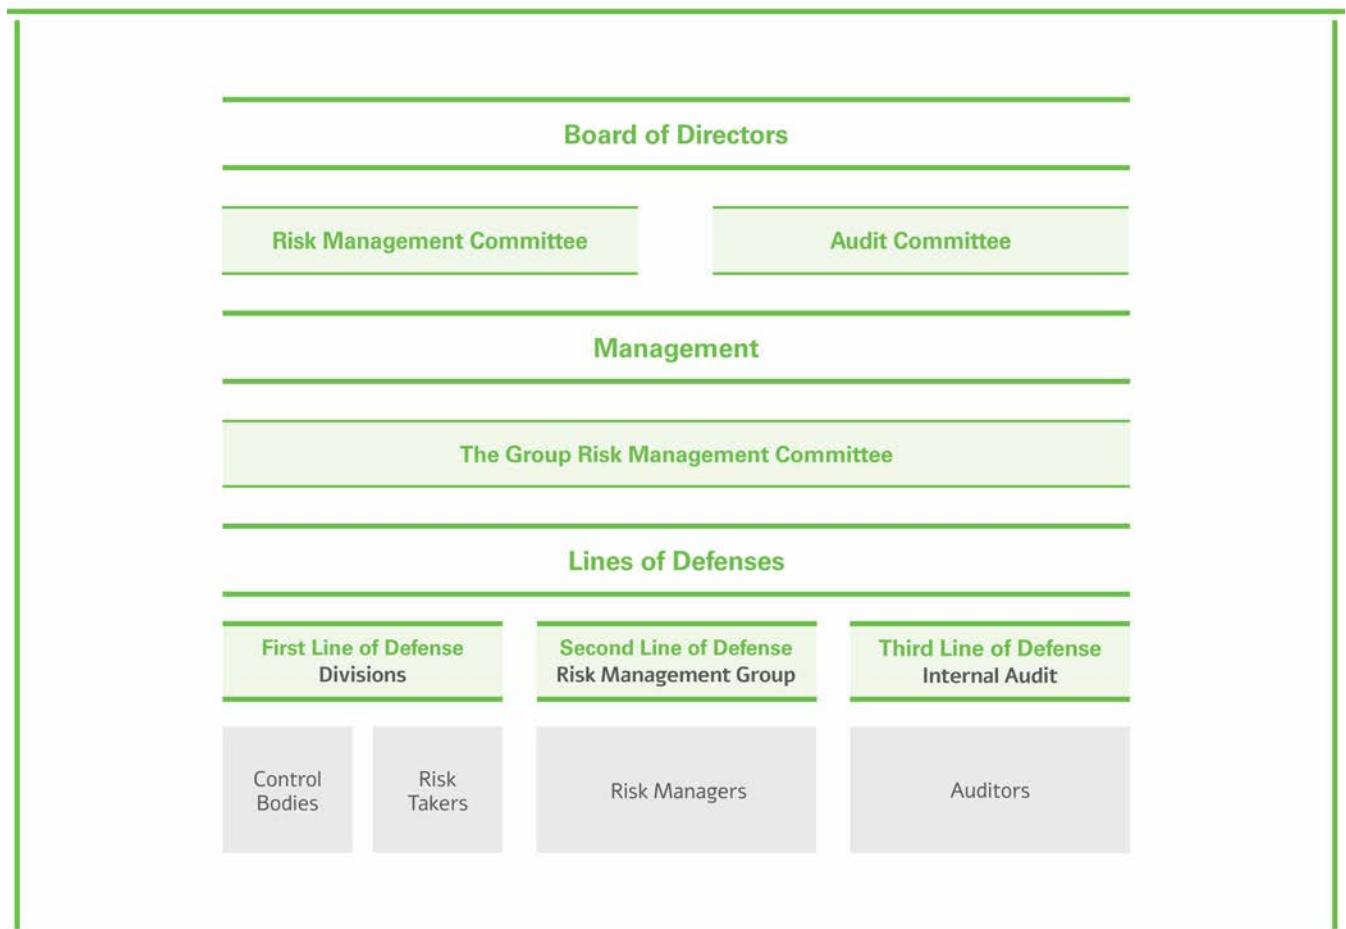 Board of Directors
Risk Management Committee
Audit Committee
Management
The Group Risk Management Committee
Lines of Defenses
First Line of Defense
Divisions
Second Line of Defense
Risk Management Group
Third Line of Defense
Internal Audit
Control
Bodies
Risk
Takers
Risk Managers
Auditors